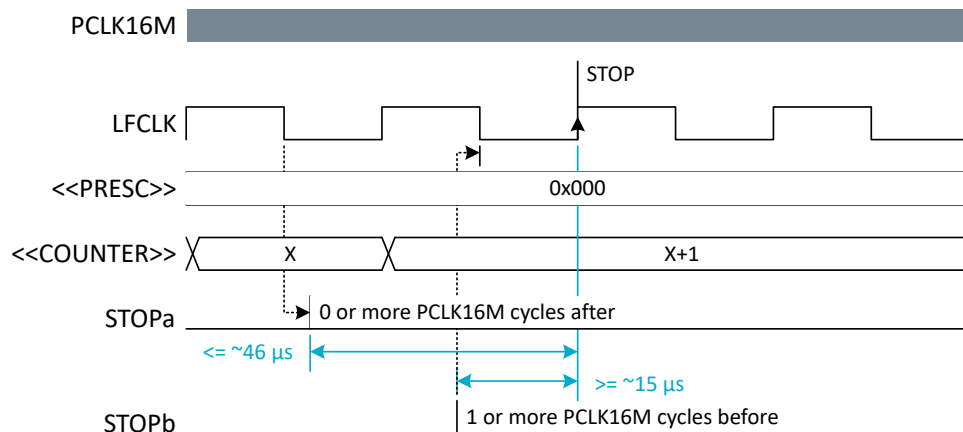 PCLK16M
STOP
LFCLK
<<PRESC>>
0x000
<<COUNTER>>
X
X+1
STOPa
0 or more PCLK16M cycles after
<= ~46 µs
>= ~15 µs
STOPb
1 or more PCLK16M cycles before